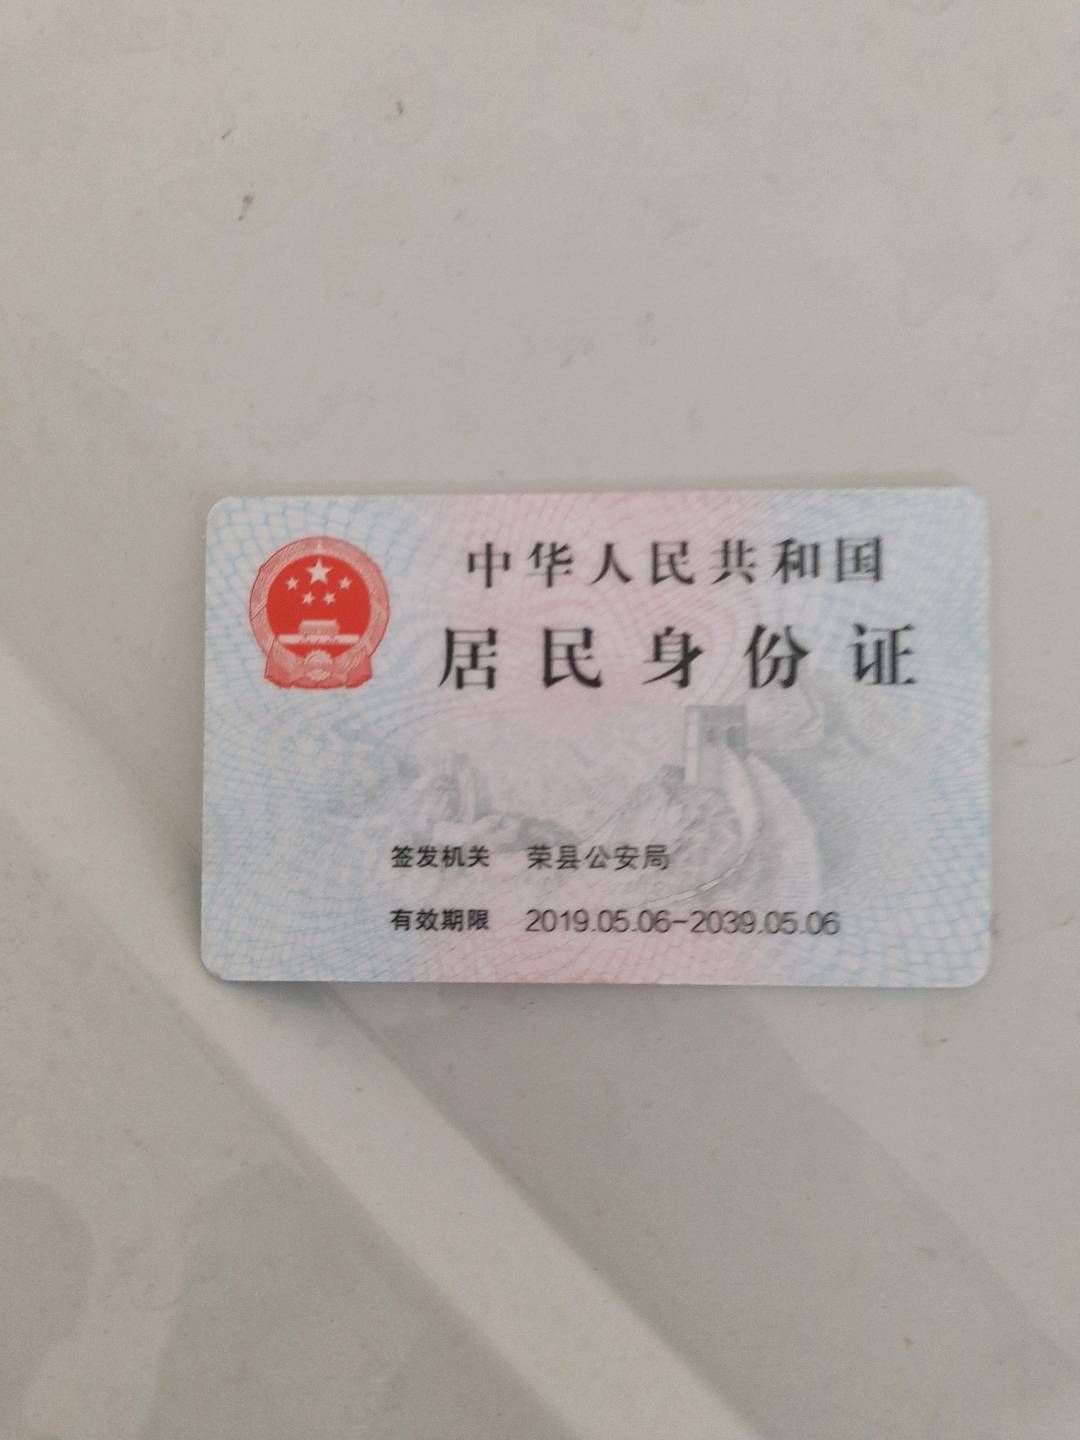 中华人民共和国
居民身份证
签发机关 荣县公安局
有效期限 2019.05.06-2039.05.06